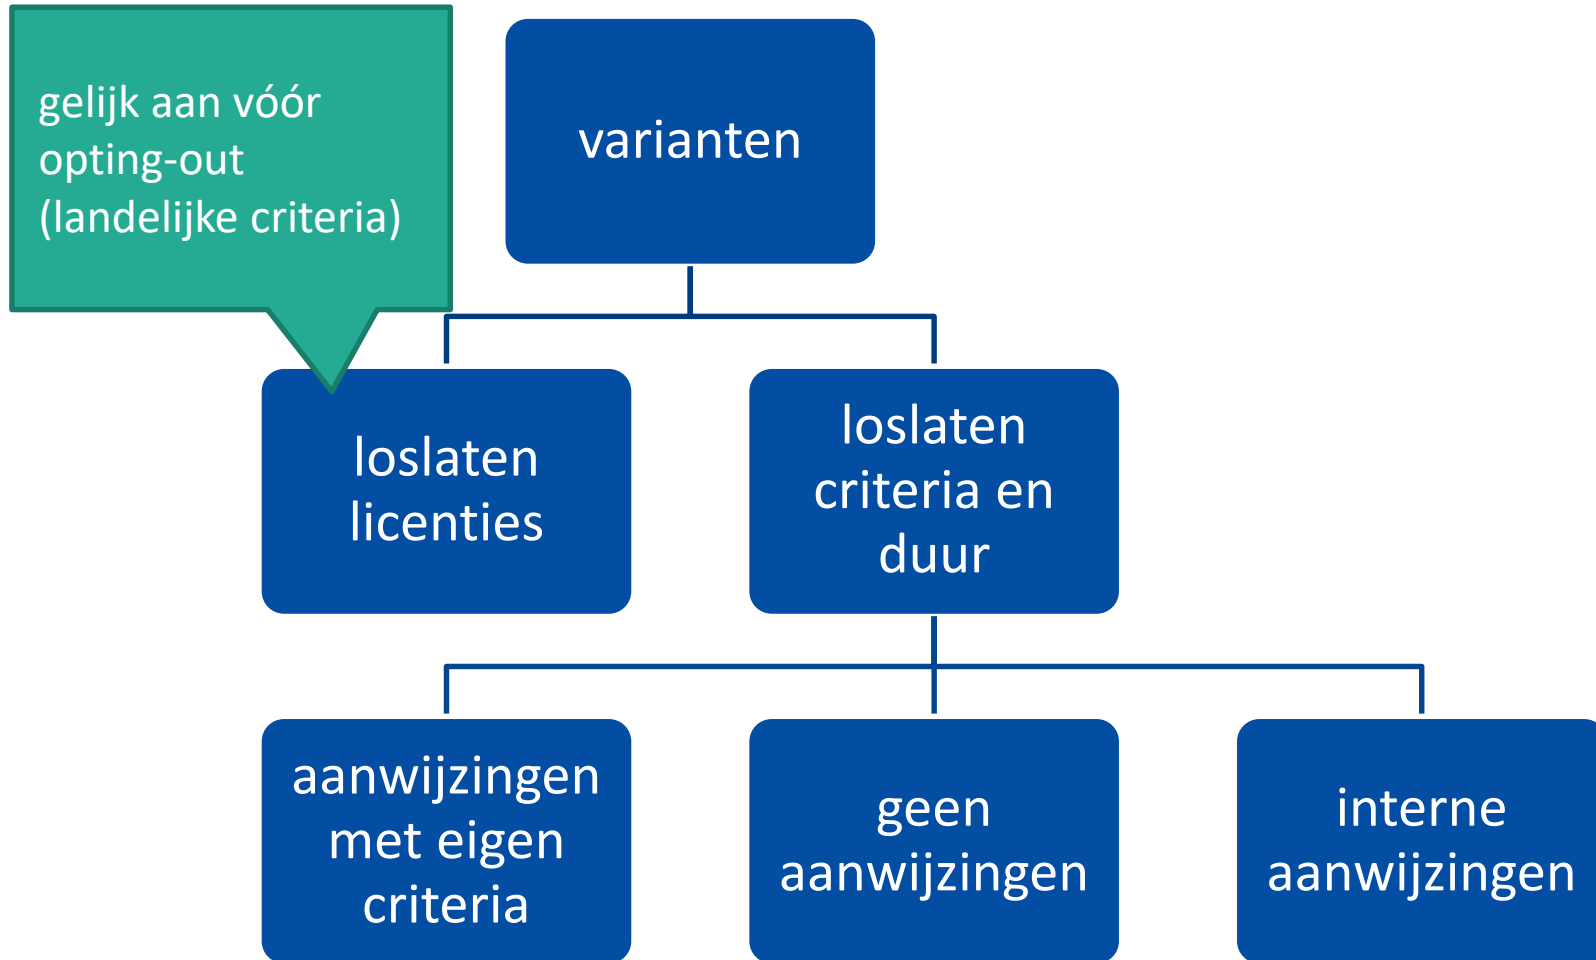 gelijk aan vóór
opting-out
(landelijke criteria)
varianten
loslaten
licenties
loslaten
criteria en
duur
aanwijzingen
met eigen
criteria
geen
aanwijzingen
interne
aanwijzingen